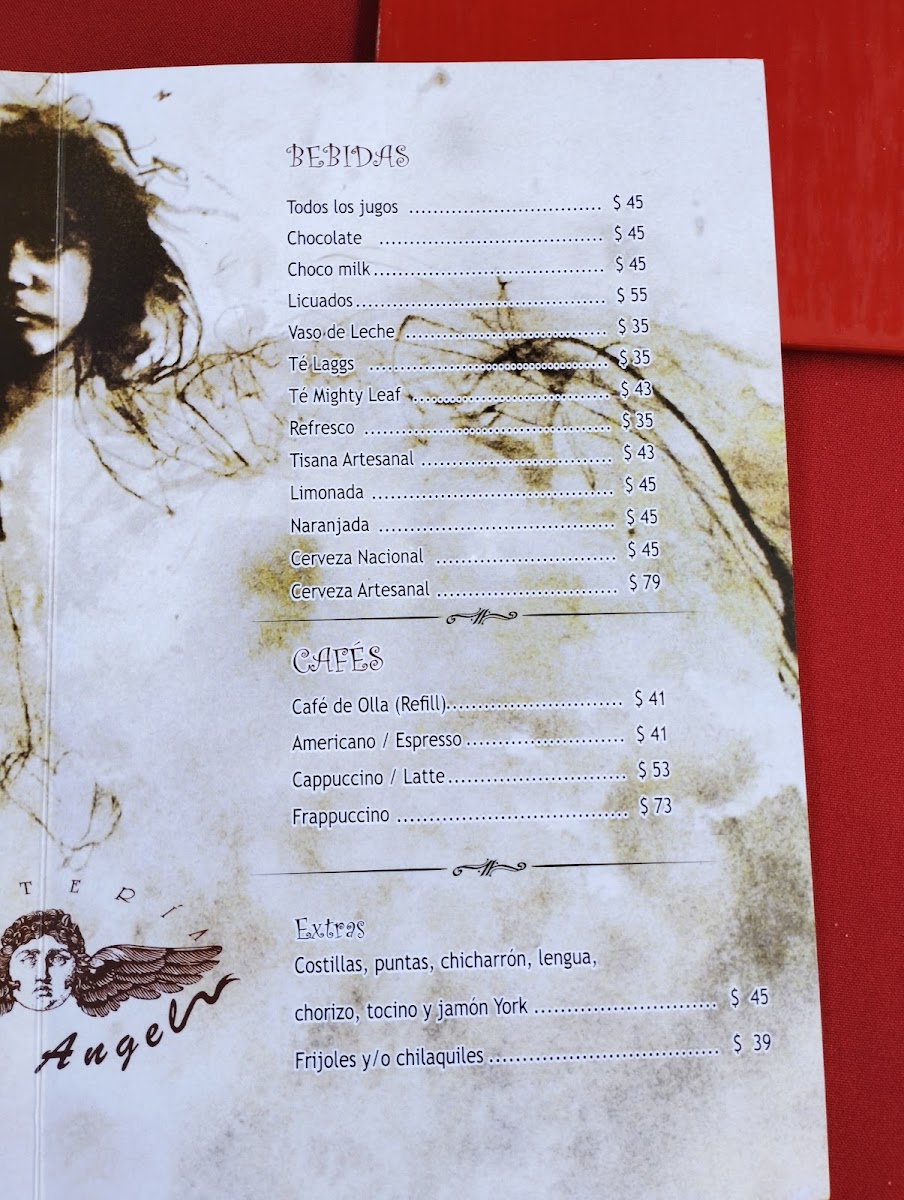 BEBIDAS
Todos los jugos ................................ $ 45
Chocolate ..................................... $ 45
Choco milk ...................................... $ 45
Licuados .......................................... $ 55
Vaso de Leche .................................. $ 35
Té Laggs ........................................ $ 35
Té Mighty Leaf ................................. $ 43
Refresco ......................................... $ 35
Tisana Artesanal ................................ $ 43
Limonada ........................................ $ 45
Naranjada ....................................... $ 45
Cerveza Nacional .............................. $ 45
Cerveza Artesanal .............................. $ 79
CAFÉS
Café de Olla (Refill) ............................. $ 41
Americano / Espresso .......................... $ 41
Cappuccino / Latte .............................. $ 53
Frappuccino ...................................... $ 73
Extras
Costillas, puntas, chicharrón, lengua,
chorizo, tocino y jamón York .............................. $ 45
Frijoles y/o chilaquiles ...................................... $ 39
TERÍA
Angel